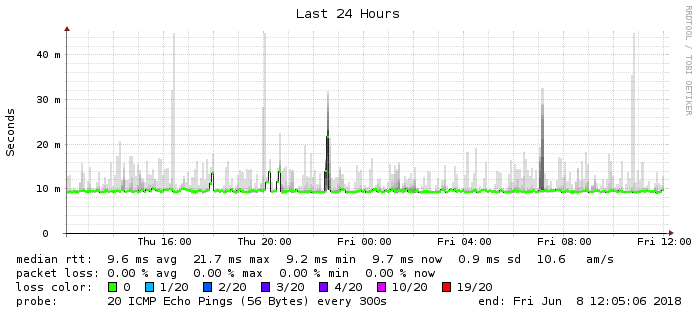 Last 24 Hours
RRDTOOL / TOBI OETIKER
Seconds
40 m
30 m
20 m
10 m
0
Thu 16:00 Thu 20:00 Fri 00:00 Fri 04:00 Fri 08:00 Fri 12:00
median rtt: 9.6 ms avg 21.7 ms max 9.2 ms min 9.7 ms now 0.9 ms sd 10.6 am/s
packet loss: 0.00 % avg 0.00 % max 0.00 % min 0.00 % now
loss color: 0 1/20 2/20 3/20 4/20 10/20 19/20
probe: 20 ICMP Echo Pings (56 Bytes) every 300s end: Fri Jun 8 12:05:06 2018